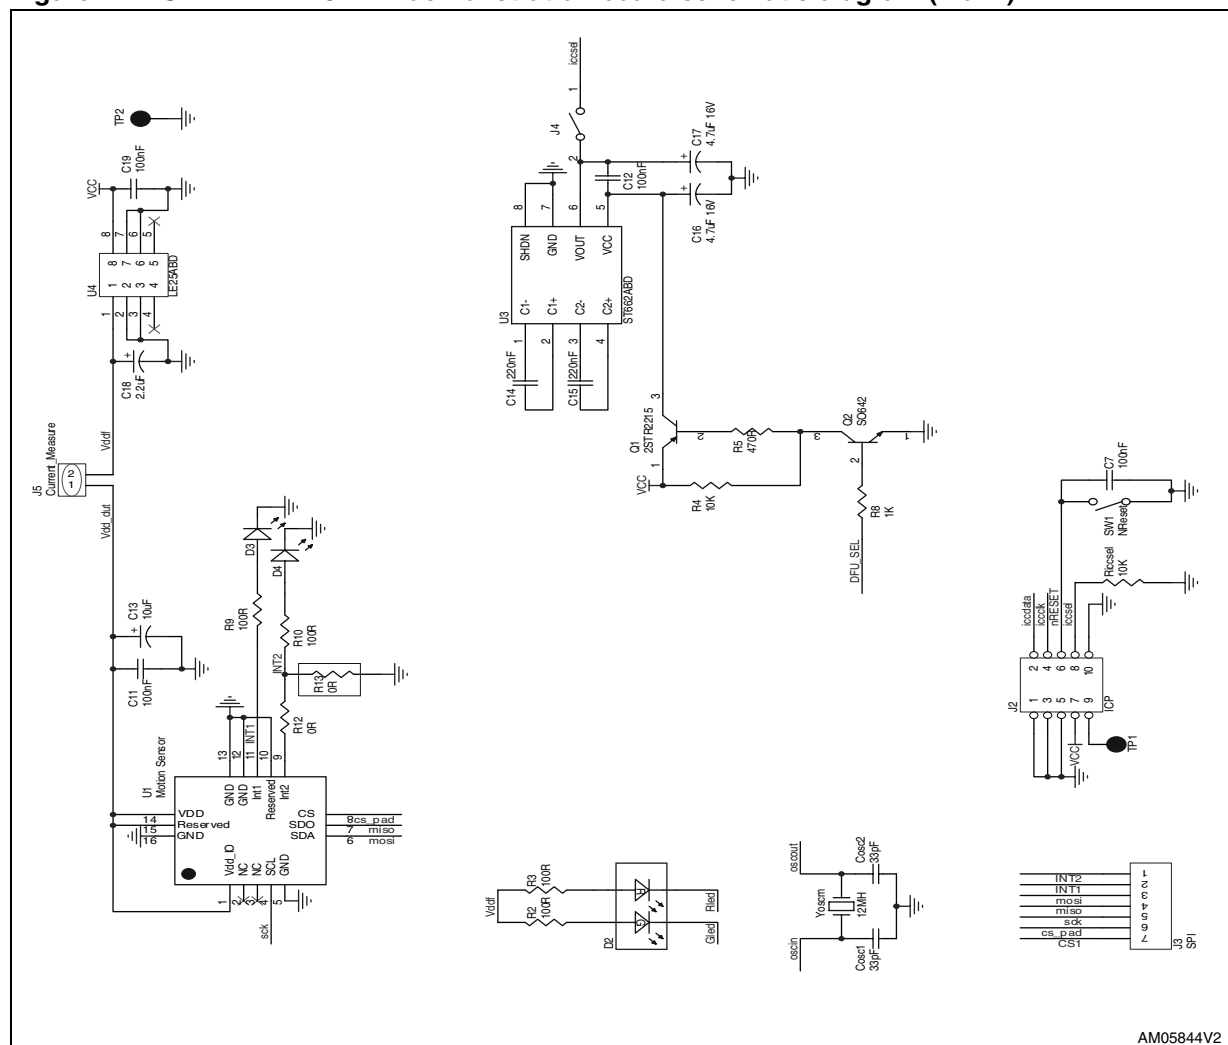 TP2
VCC
C19
100nF
8
7
6
5
8
7
6
5
1
2
3
4
U4
LE25ABD
1
2
3
4
C18
2.2uF
+
Vddf
J5
Current_Measure
2
1
Vdd_dut
C13
10uF
+
C11
100nF
D3
D4
R9
100R
R10
100R
INT2
R13
0R
R12
0R
INT1
13
12
11
10
9
U1
Motion Sensor
GND
GND
Int1
Reserved
Int2
VDD
Reserved
GND
14
15
16
CS
SDO
SDA
8 cs_pad
7 miso
6 mosi
Vdd_IO
NC
NC
SCL
GND
1
2
3
4
5
sck
iccsel
1
J4
2
C17
4.7uF 16V
+
C12
100nF
C16
4.7uF 16V
+
8
7
6
5
SHDN
GND
VOUT
VCC
U3
C1-
C1+
C2-
C2+
ST662ABD
1
2
3
4
C14
220nF
C15
220nF
3
Q1
2STR2215
2
1
VCC
R5
470R
R4
10K
3
Q2
SO642
1
2
R8
1K
DFU_SEL
C7
100nF
SW1
NReset
Riccsel
10K
iccdata
iccclk
nRESET
iccsel
2
4
6
8
10
1
3
5
7
9
J2
ICP
VCC
TP1
Vddf
R3
100R
R2
100R
D2
R
G
Rled
Gled
oscout
Cosc2
33pF
Yoscm
12MH
oscin
Cosc1
33pF
INT2
INT1
mosi
miso
sck
cs_pad
CS1
1
2
3
4
5
6
7
J3
SPI
AM05844V2